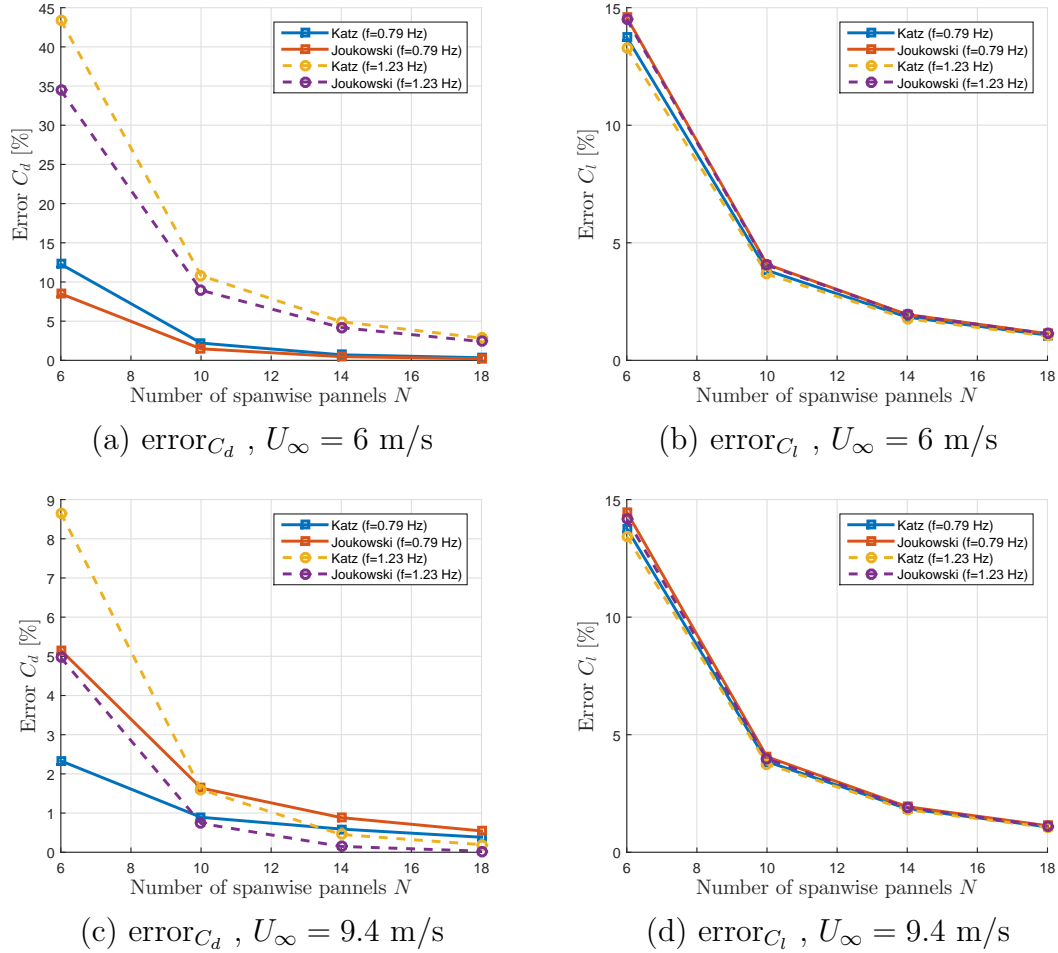 45
40
35
30
25
20
15
10
5
0
Error C_d [%]
Katz (f=0.79 Hz)
Joukowski (f=0.79 Hz)
Katz (f=1.23 Hz)
Joukowski (f=1.23 Hz)
6 8 10 12 14 16 18
Number of spanwise pannels N
(a) error_{C_d} , U_∞ = 6 m/s
15
10
5
0
Error C_l [%]
Katz (f=0.79 Hz)
Joukowski (f=0.79 Hz)
Katz (f=1.23 Hz)
Joukowski (f=1.23 Hz)
6 8 10 12 14 16 18
Number of spanwise pannels N
(b) error_{C_l} , U_∞ = 6 m/s
9
8
7
6
5
4
3
2
1
0
Error C_d [%]
Katz (f=0.79 Hz)
Joukowski (f=0.79 Hz)
Katz (f=1.23 Hz)
Joukowski (f=1.23 Hz)
6 8 10 12 14 16 18
Number of spanwise pannels N
(c) error_{C_d} , U_∞ = 9.4 m/s
15
10
5
0
Error C_l [%]
Katz (f=0.79 Hz)
Joukowski (f=0.79 Hz)
Katz (f=1.23 Hz)
Joukowski (f=1.23 Hz)
6 8 10 12 14 16 18
Number of spanwise pannels N
(d) error_{C_l} , U_∞ = 9.4 m/s